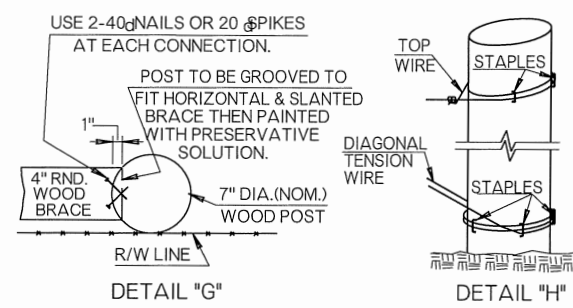 USE 2-40d NAILS OR 20 d SPIKES
AT EACH CONNECTION.
POST TO BE GROOVED TO
FIT HORIZONTAL & SLANTED
BRACE THEN PAINTED
WITH PRESERVATIVE
SOLUTION.
1"
4" RND.
WOOD
BRACE
7" DIA.(NOM.)
WOOD POST
R/W LINE
DETAIL "G"
TOP
WIRE
STAPLES
DIAGONAL
TENSION
WIRE
STAPLES
DETAIL "H"